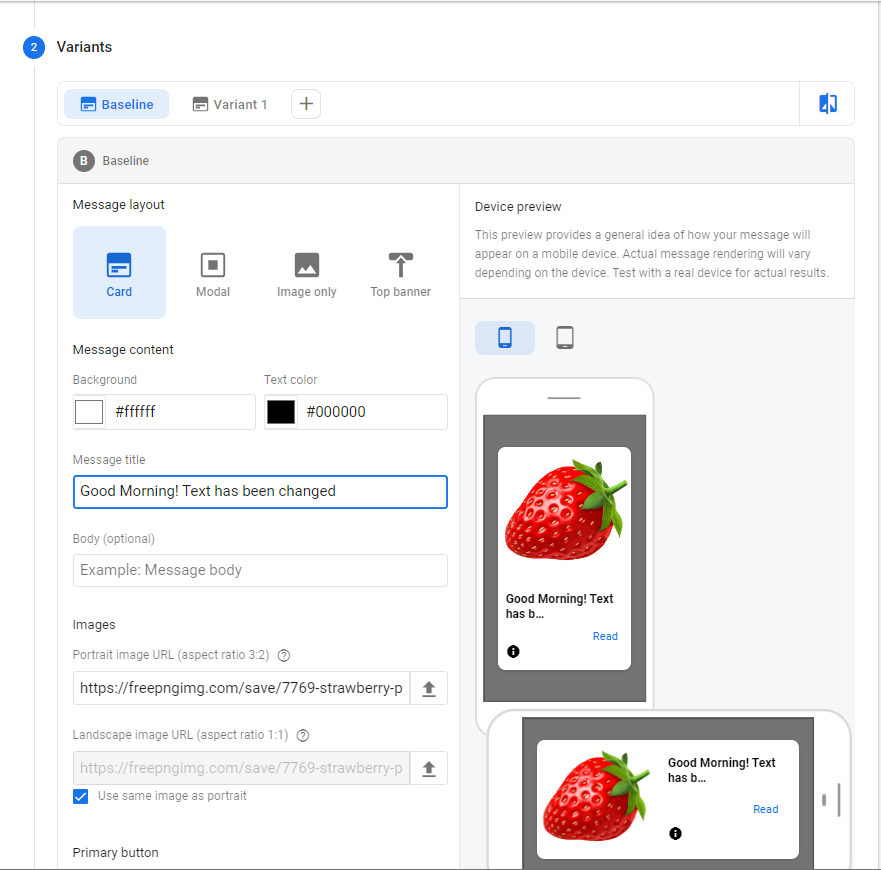 2
Variants
Baseline
Variant 1
B
Baseline
Message layout
Card
Modal
Image only
Top banner
Message content
Background
Text color
#ffffff
#000000
Message title
Good Morning! Text has been changed
Body (optional)
Example: Message body
Images
Portrait image URL (aspect ratio 3:2)
https://freepngimg.com/save/7769-strawberry-p
Landscape image URL (aspect ratio 1:1)
https://freepngimg.com/save/7769-strawberry-p
Use same image as portrait
Primary button
Device preview
This preview provides a general idea of how your message will
appear on a mobile device. Actual message rendering will vary
depending on the device. Test with a real device for actual results.
Good Morning! Text
has b...
Read
Good Morning! Text
has b...
Read